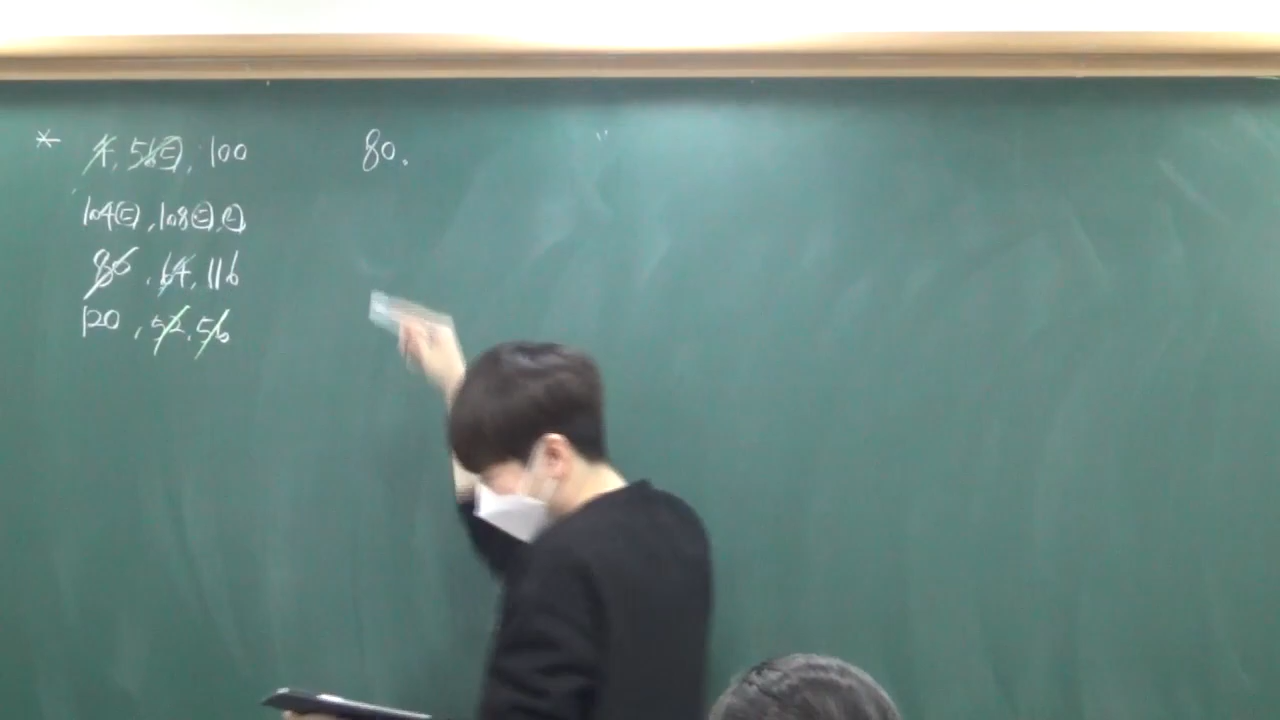 * 4, 56㉢, 100
104㉢, 108㉢, ㉡
86, 64, 116
120, 52, 56
80.